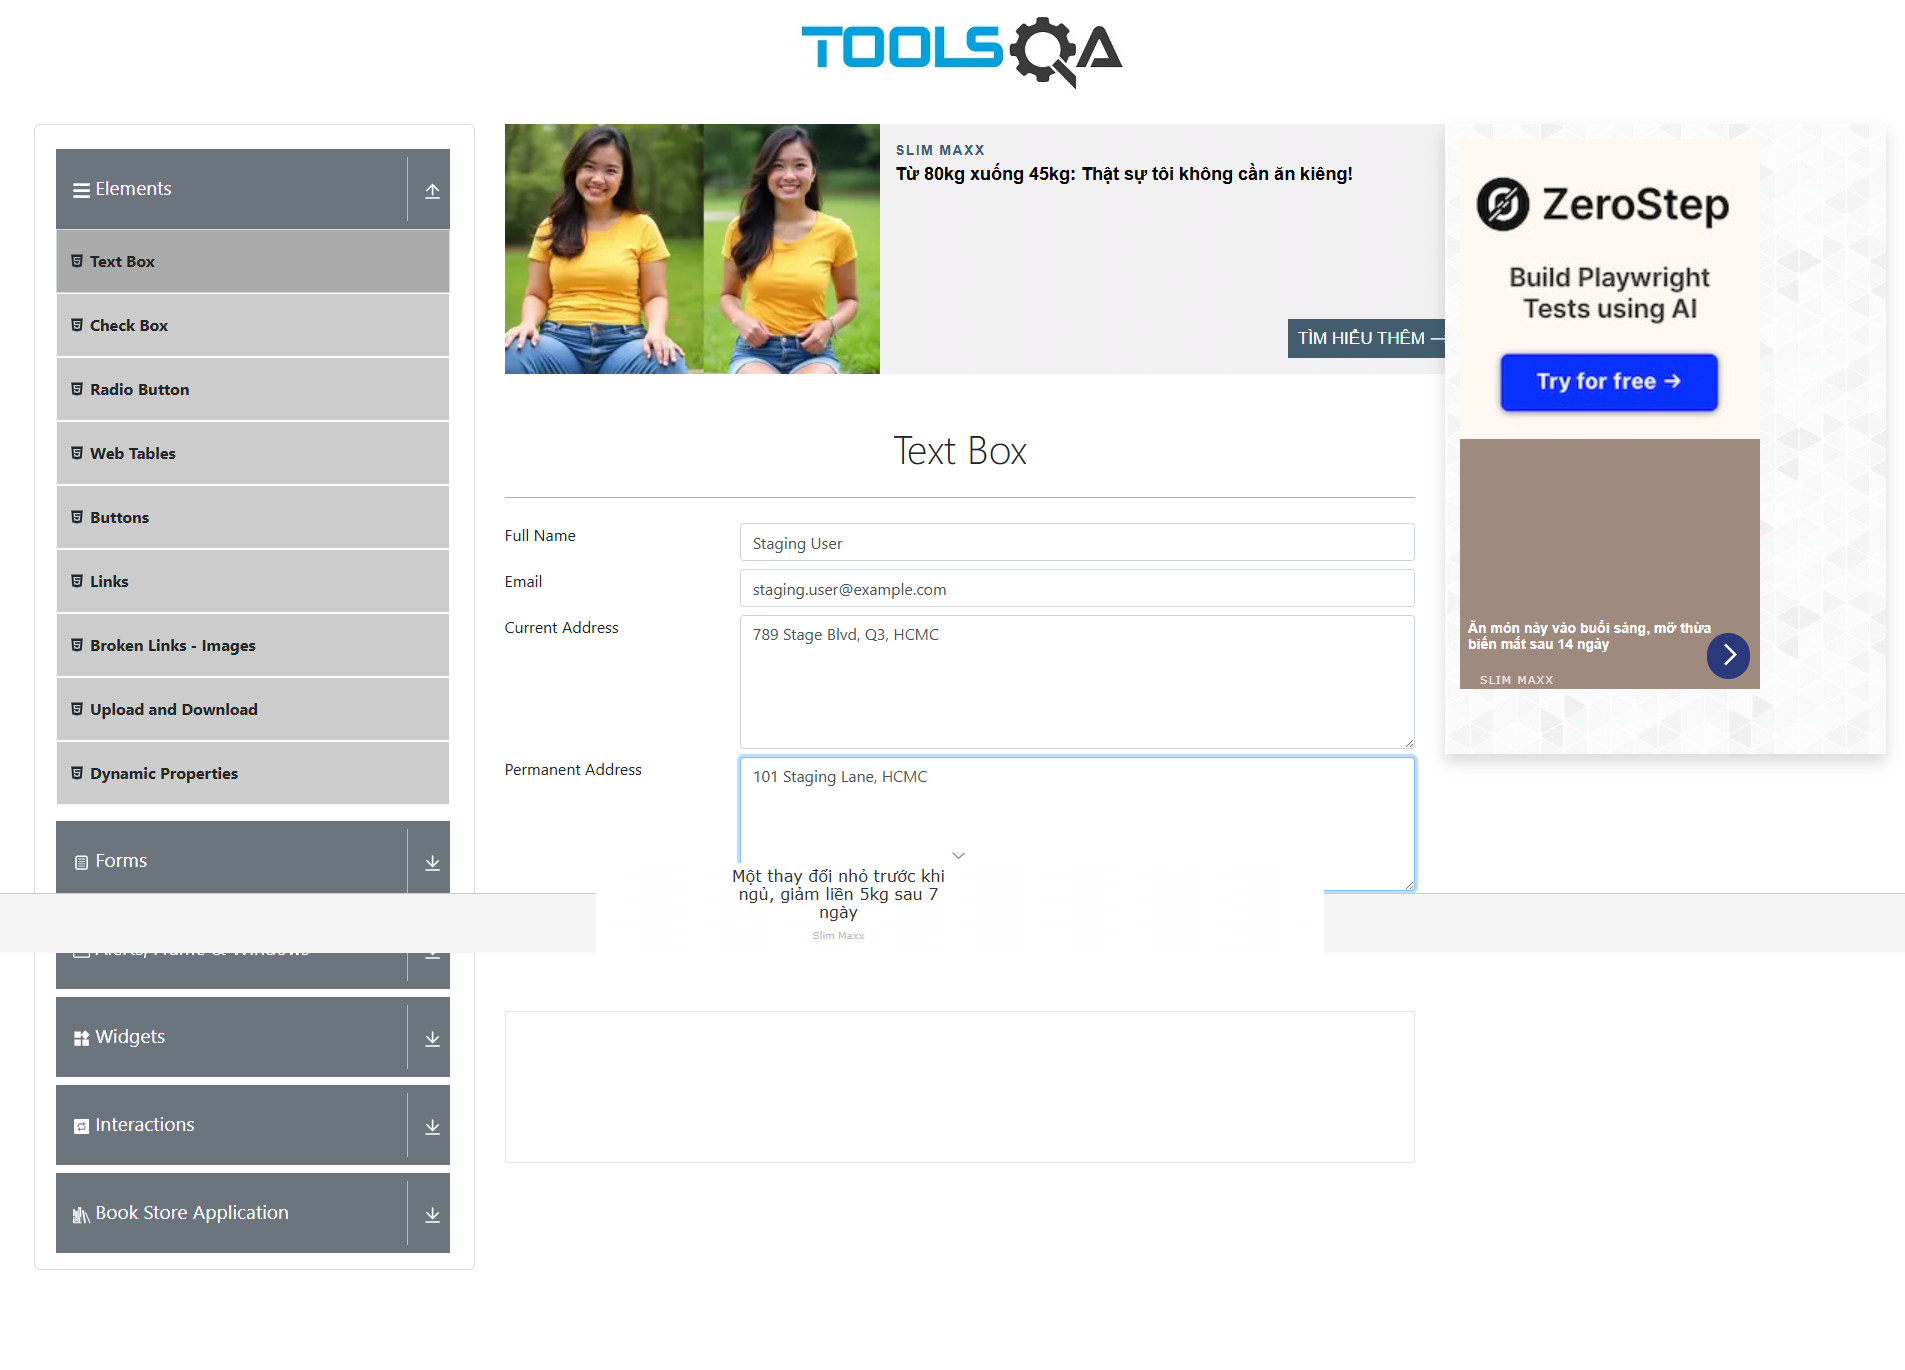 TOOLSQA
Elements
Text Box
Check Box
Radio Button
Web Tables
Buttons
Links
Broken Links - Images
Upload and Download
Dynamic Properties
Forms
Alerts, Frame & Windows
Widgets
Interactions
Book Store Application
SLIM MAXX
Từ 80kg xuống 45kg: Thật sự tôi không cần ăn kiêng!
TÌM HIỂU THÊM
Text Box
Full Name
Staging User
Email
staging.user@example.com
Current Address
789 Stage Blvd, Q3, HCMC
Permanent Address
101 Staging Lane, HCMC
Một thay đổi nhỏ trước khi
ngủ, giảm liền 5kg sau 7
ngày
Slim Maxx
ZeroStep
Build Playwright
Tests using AI
Try for free →
Ăn món này vào buổi sáng, mỡ thừa
biến mất sau 14 ngày
SLIM MAXX